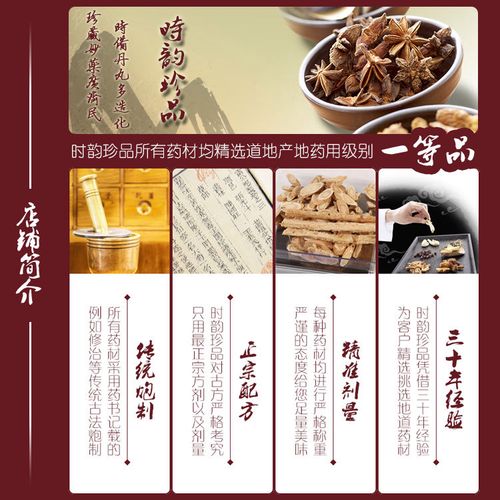 時韵珍品
時備丹丸多造化
珍藏妙藥廣濟民
时韵珍品所有药材均精选道地产地药用级别 一等品
店铺简介
传统炮制
所有药材采用药书记载的
例如修治等传统古法炮制
正宗配方
时韵珍品对古方严格考究
只用最正宗方剂以及剂量
精准剂量
每种药材均进行严格称重
严谨的态度给您足量美味
三十年经验
时韵珍品凭借三十年经验
为客户精选挑选地道药材